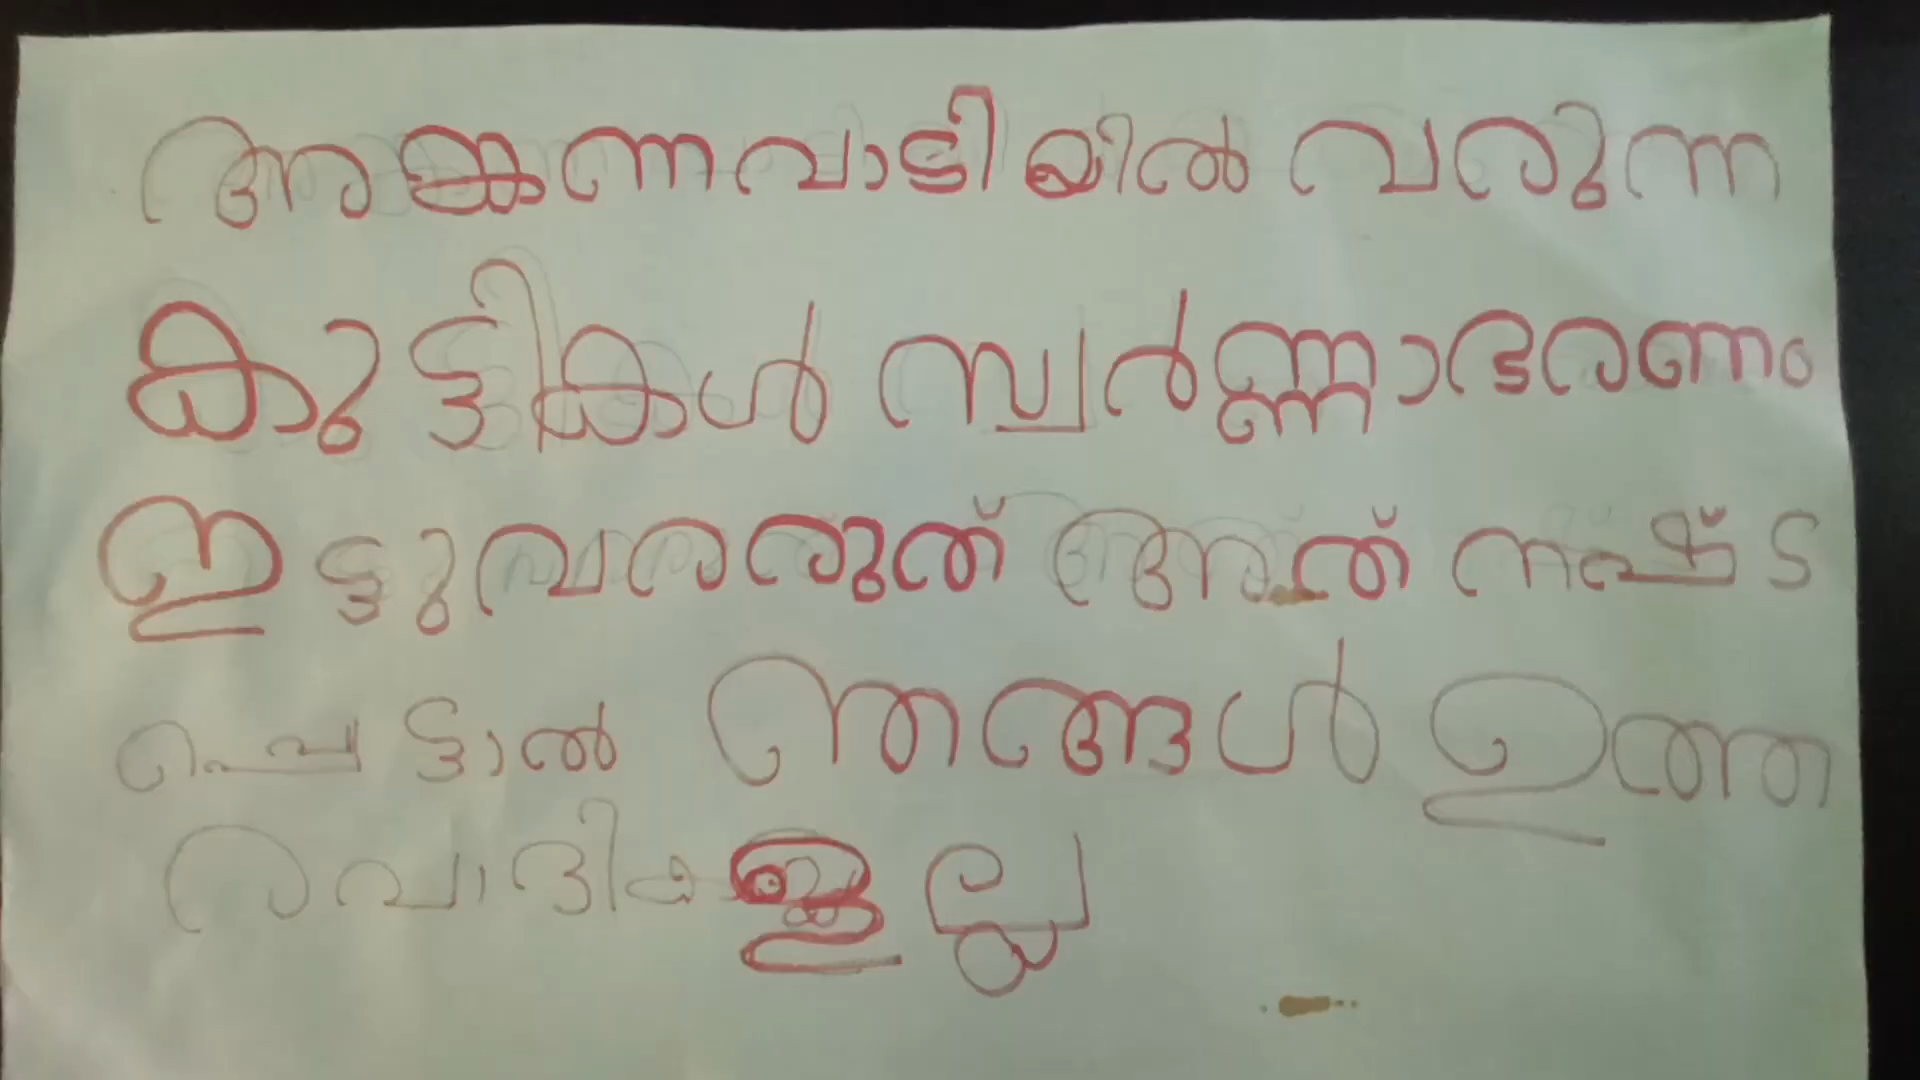 അങ്കണവാടിയിൽ വരുന്ന
കുട്ടികൾ സ്വർണ്ണാഭരണം
ഇട്ടുവരരുത് അത് നഷ്ട
പ്പെട്ടാൽ ഞങ്ങൾ ഉത്ത
രവാദികളല്ല